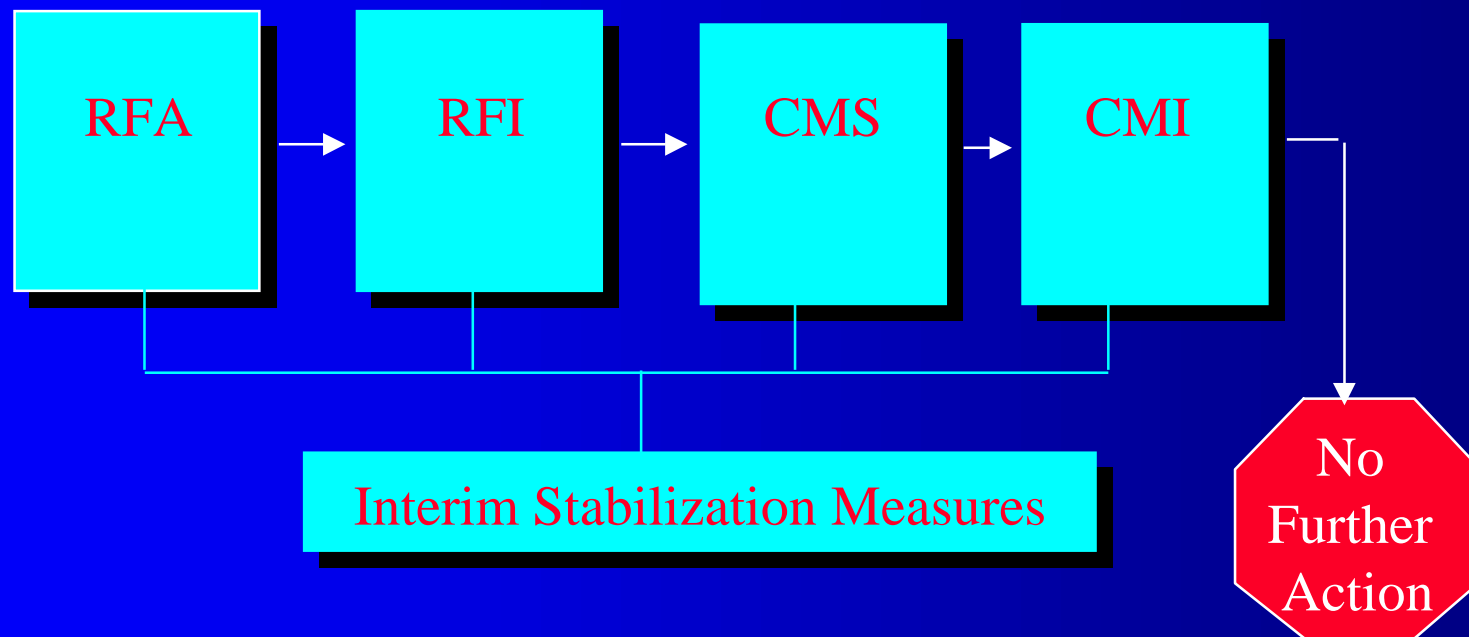 RFA
RFI
CMS
CMI
Interim Stabilization Measures
No
Further
Action